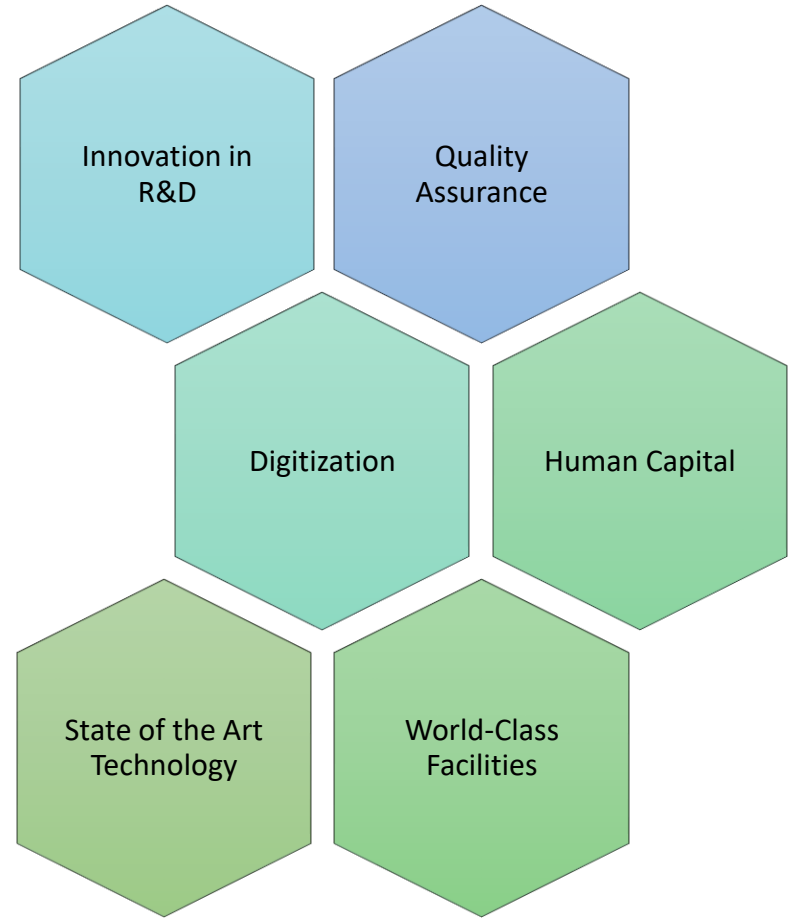 Innovation in
R&D
Quality
Assurance
Digitization
Human Capital
State of the Art
Technology
World-Class
Facilities